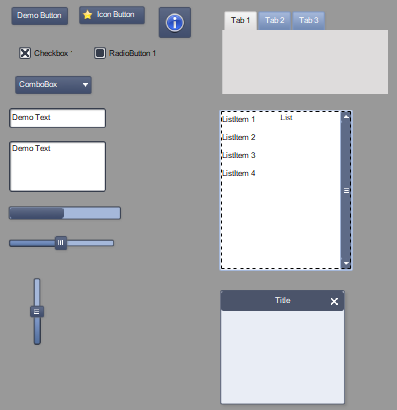 Demo Button
Icon Button
Checkbox
RadioButton 1
ComboBox
Demo Text
Demo Text
Tab 1
Tab 2
Tab 3
ListItem 1
List
ListItem 2
ListItem 3
ListItem 4
Title